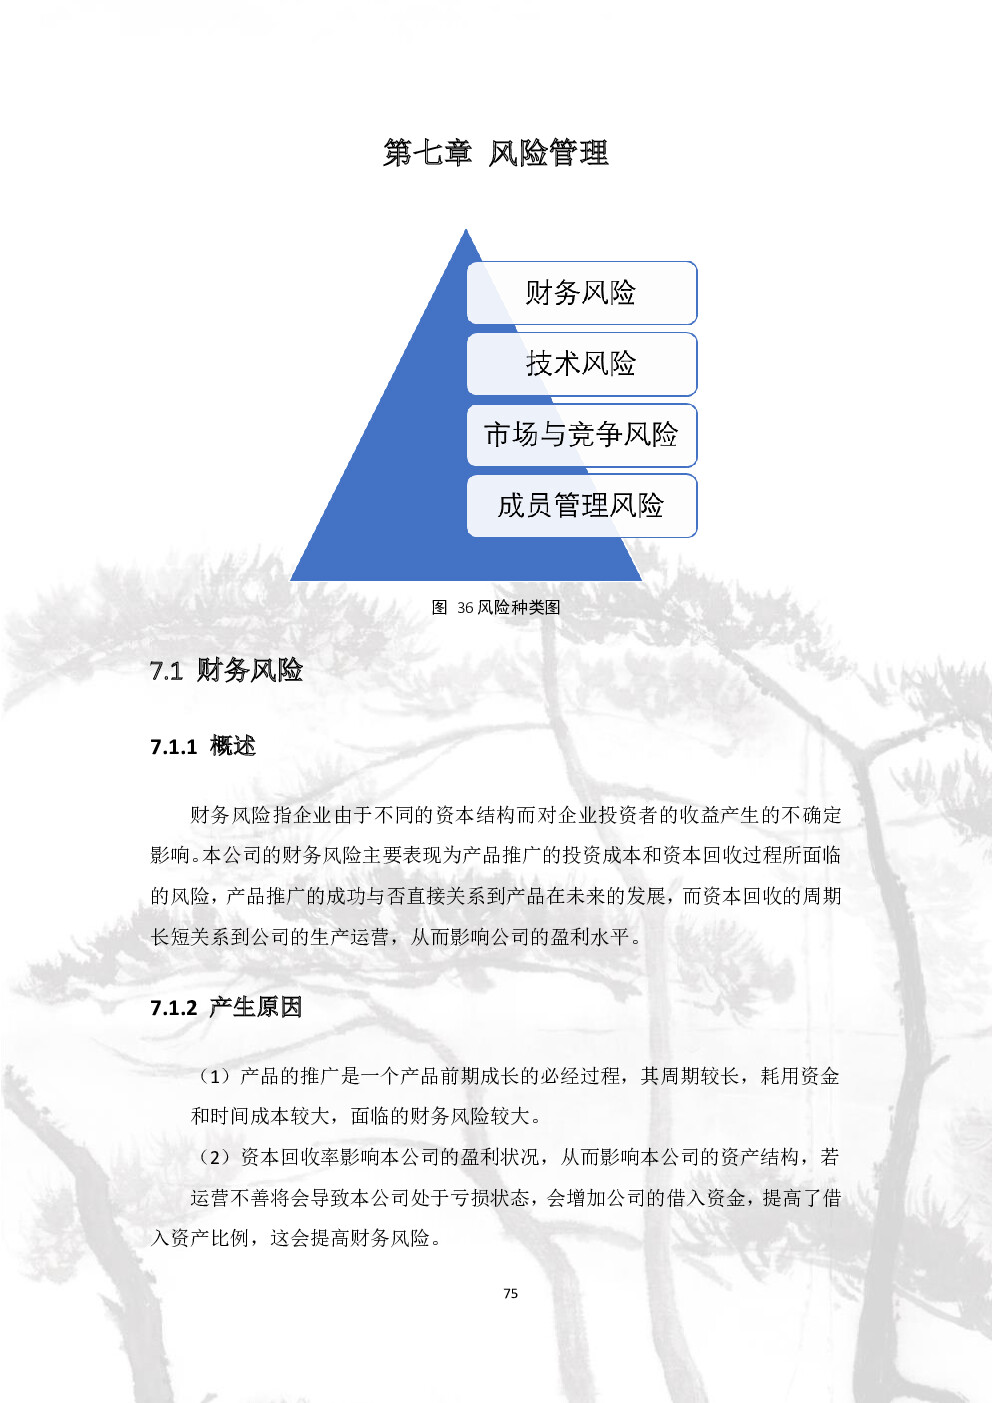 第七章 风险管理
财务风险
技术风险
市场与竞争风险
成员管理风险
图 36 风险种类图
7.1 财务风险
7.1.1 概述
财务风险指企业由于不同的资本结构而对企业投资者的收益产生的不确定
影响。本公司的财务风险主要表现为产品推广的投资成本和资本回收过程所面临
的风险，产品推广的成功与否直接关系到产品在未来的发展，而资本回收的周期
长短关系到公司的生产运营，从而影响公司的盈利水平。
7.1.2 产生原因
（1）产品的推广是一个产品前期成长的必经过程，其周期较长，耗用资金
和时间成本较大，面临的财务风险较大。
（2）资本回收率影响本公司的盈利状况，从而影响本公司的资产结构，若
运营不善将会导致本公司处于亏损状态，会增加公司的借入资金，提高了借
入资产比例，这会提高财务风险。
75